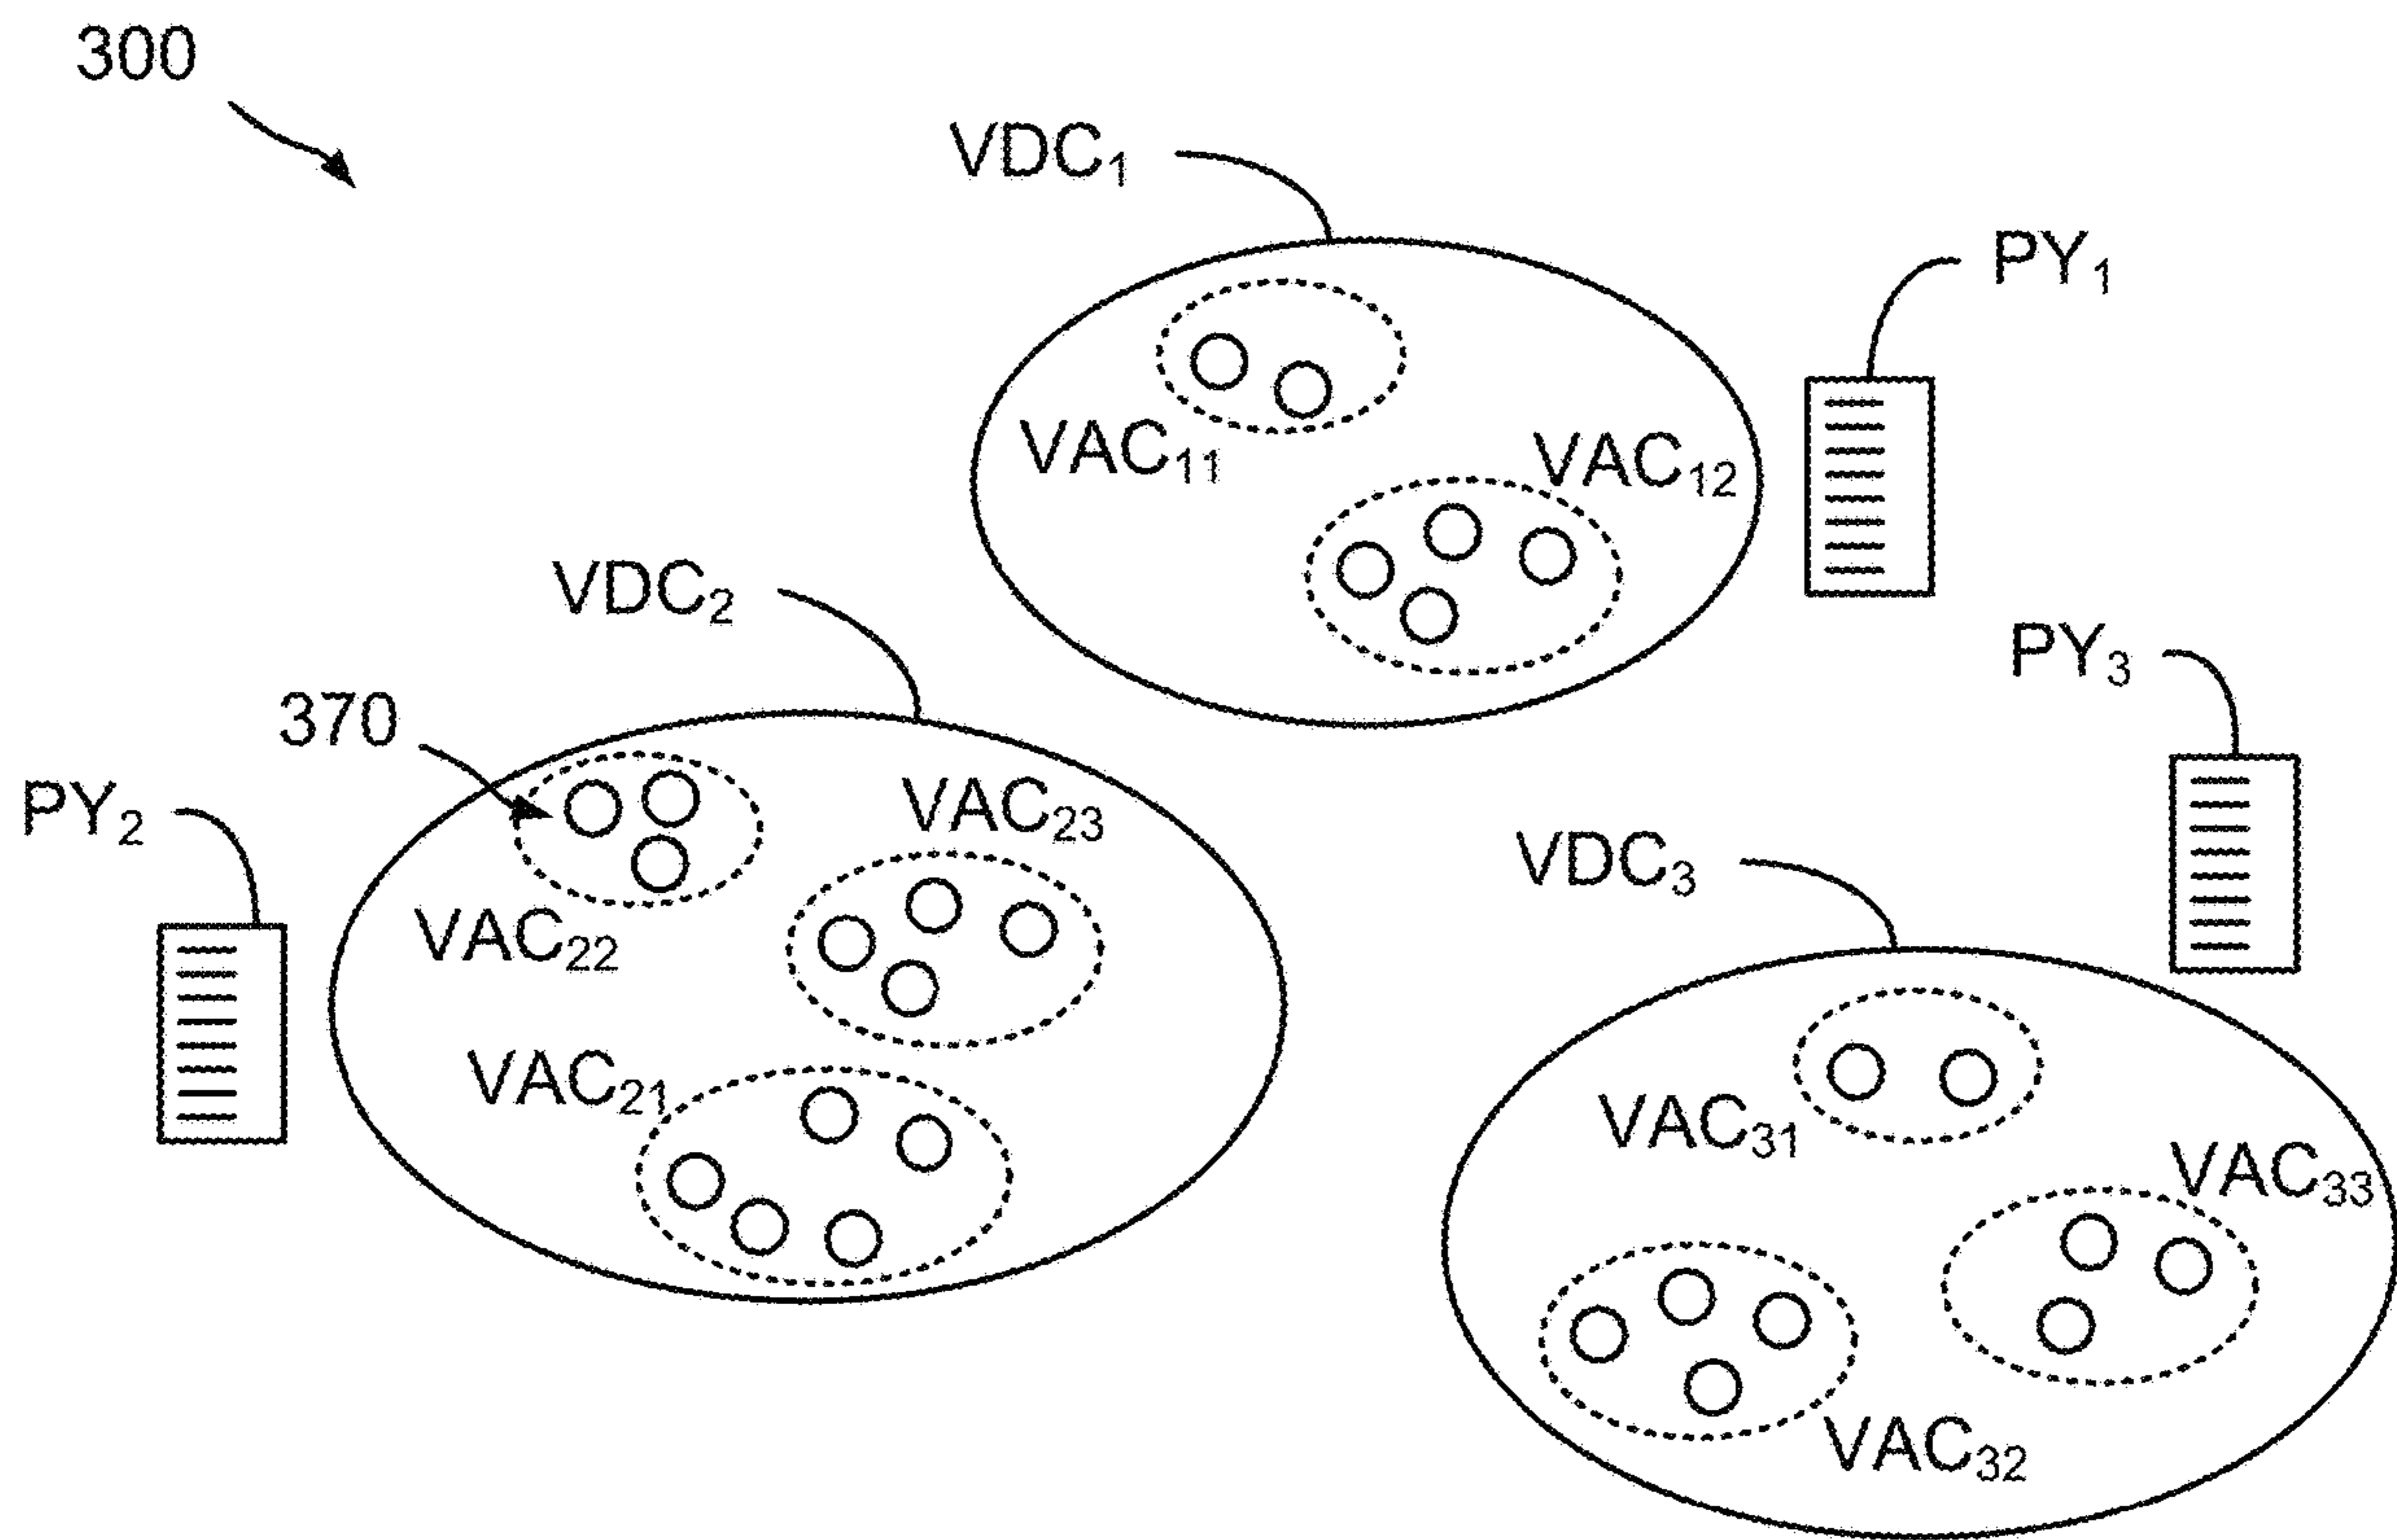 300
VDC₁
PY₁
VAC₁₁
VAC₁₂
VDC₂
PY₃
370
PY₂
VAC₂₃
VDC₃
VAC₂₂
VAC₂₁
VAC₃₁
VAC₃₃
VAC₃₂